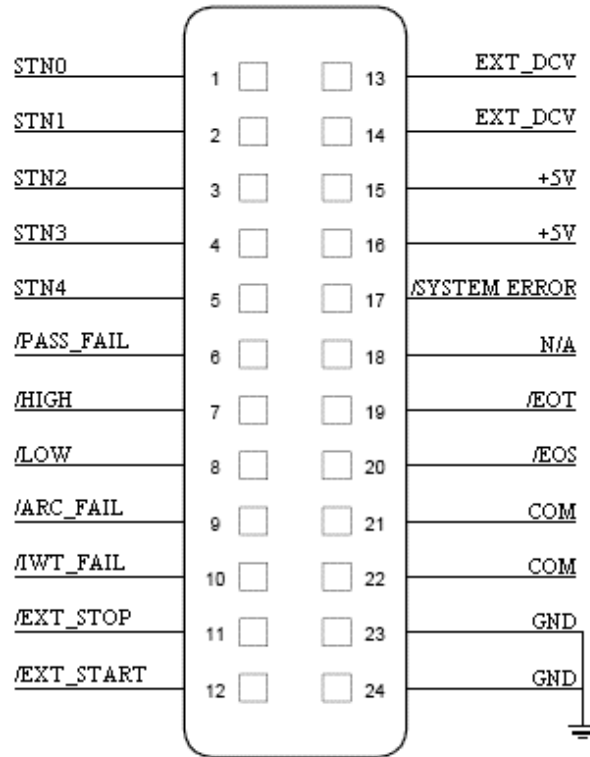 STN0 1 13 EXT_DCV
STN1 2 14 EXT_DCV
STN2 3 15 +5V
STN3 4 16 +5V
STN4 5 17 /SYSTEM ERROR
/PASS_FAIL 6 18 N/A
/HIGH 7 19 /EOT
/LOW 8 20 /EOS
/ARC_FAIL 9 21 COM
/IWT_FAIL 10 22 COM
/EXT_STOP 11 23 GND
/EXT_START 12 24 GND